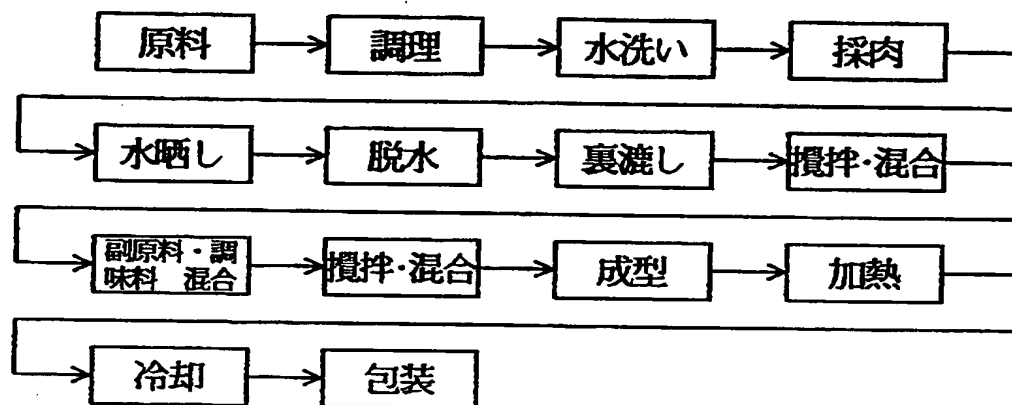 原料
調理
水洗い
採肉
水晒し
脱水
裏漉し
攪拌・混合
副原料・調
味料 混合
攪拌・混合
成型
加熱
冷却
包装